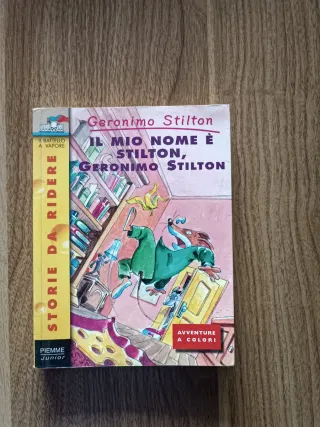 Geronimo Stilton
IL MIO NOME È
STILTON,
GERONIMO STILTON
IL BATTELLO
A VAPORE
STORIE DA RIDERE
AVVENTURE
A COLORI
PIEMME
Junior